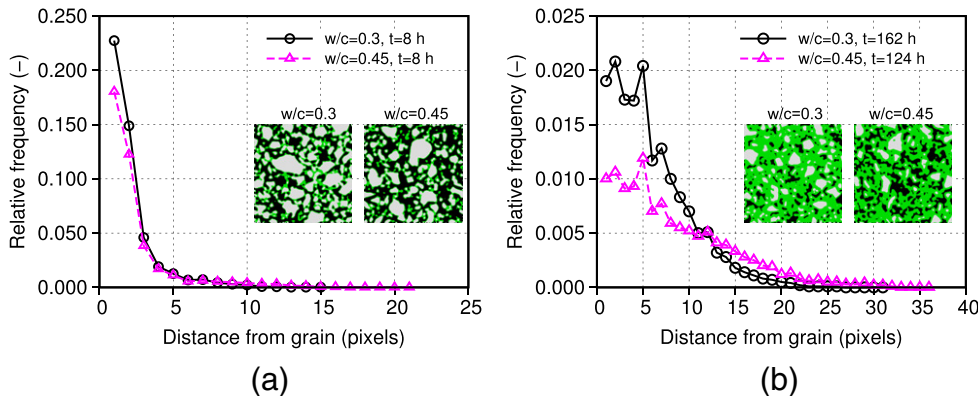 0.250
0.200
0.150
0.100
0.050
0.000
0
5
10
15
20
25
Relative frequency (−)
Distance from grain (pixels)
w/c=0.3, t=8 h
w/c=0.45, t=8 h
w/c=0.3
w/c=0.45
(a)
0.025
0.020
0.015
0.010
0.005
0.000
0
5
10
15
20
25
30
35
40
Relative frequency (−)
Distance from grain (pixels)
w/c=0.3, t=162 h
w/c=0.45, t=124 h
w/c=0.3
w/c=0.45
(b)